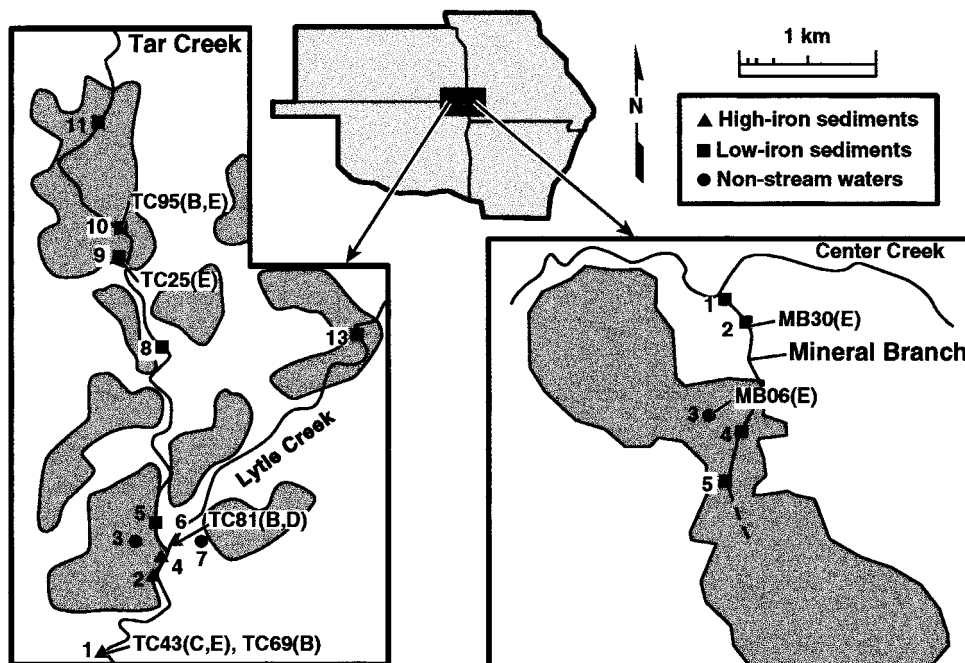 Tar Creek
11
TC95(B,E)
10
9
TC25(E)
8
13
Lytle Creek
5
6
TC81(B,D)
3
4
7
2
1
TC43(C,E), TC69(B)
N
1 km
High-iron sediments
Low-iron sediments
Non-stream waters
Center Creek
1
2
MB30(E)
Mineral Branch
MB06(E)
3
4
5